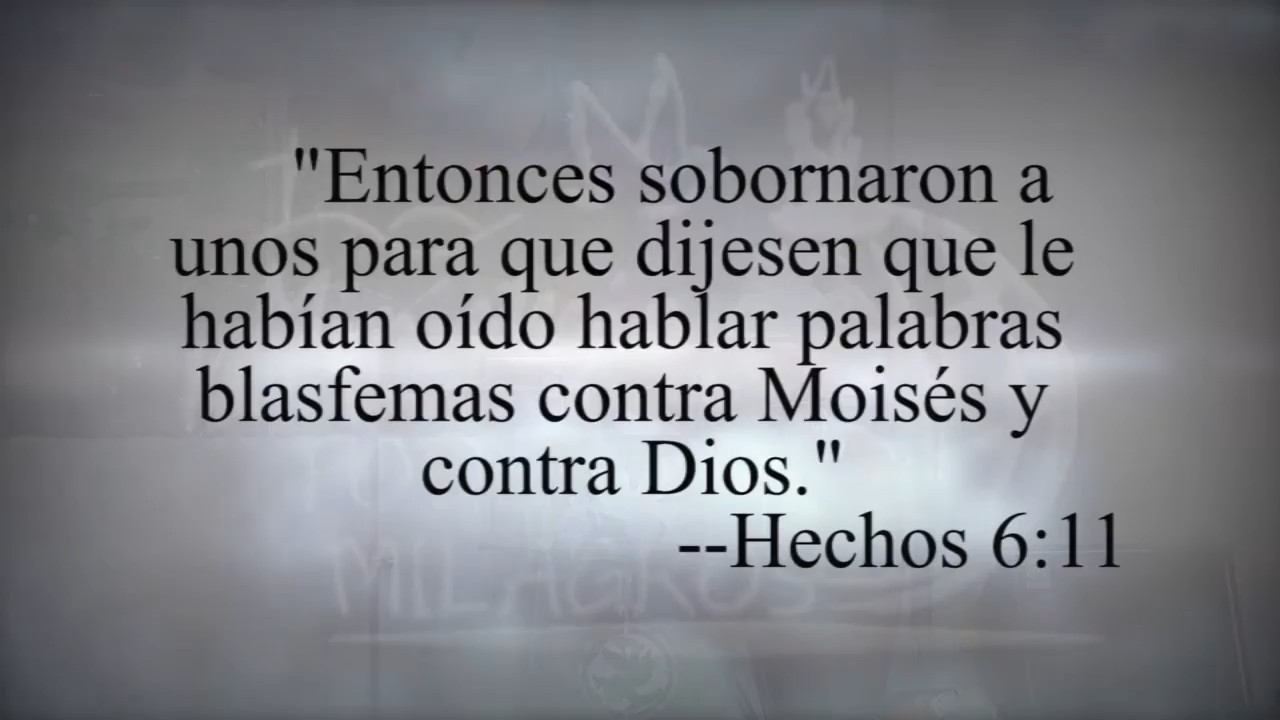 "Entonces sobornaron a
unos para que dijesen que le
habían oído hablar palabras
blasfemas contra Moisés y
contra Dios."
--Hechos 6:11
MILAGROS